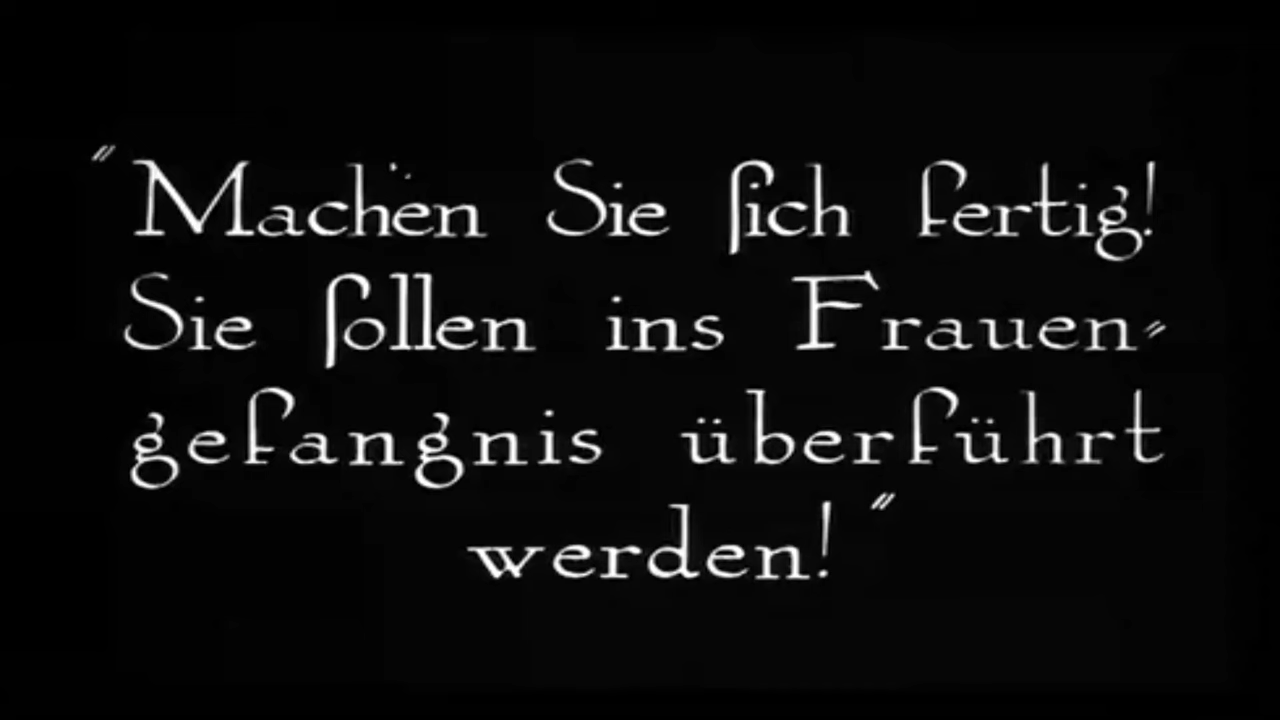 "Machen Sie ſich fertig!
Sie ſollen ins Frauen⸗
gefangnis überführt
werden!"